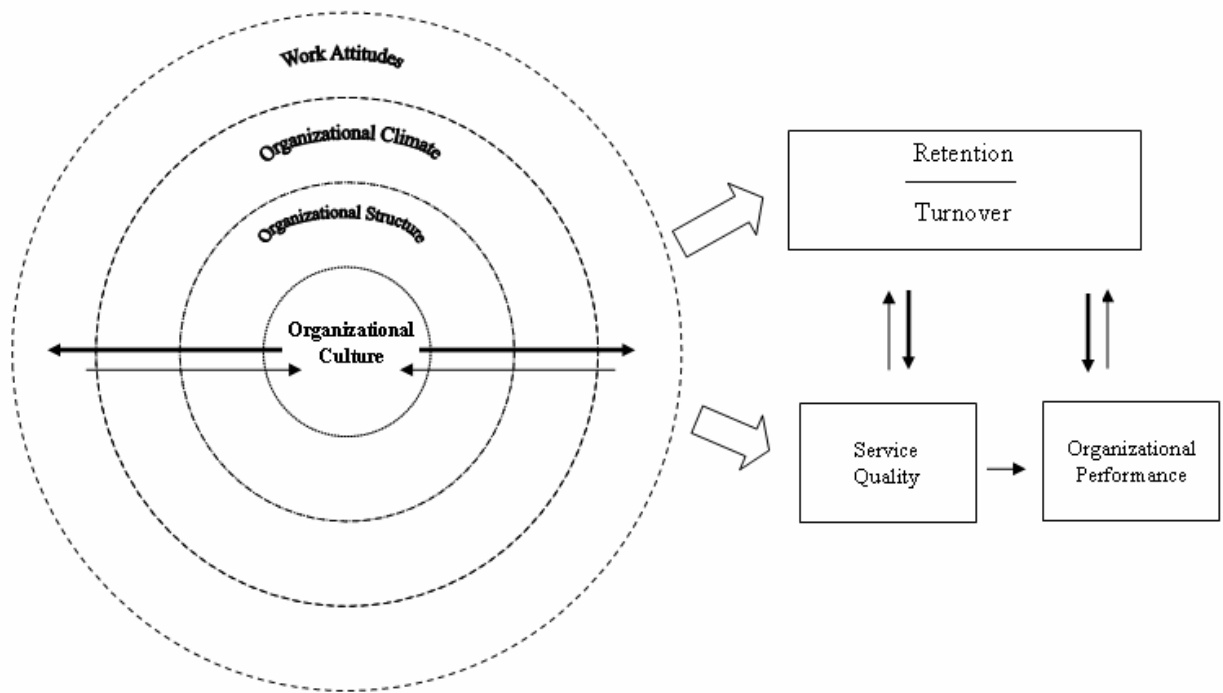 Work Attitudes
Organizational Climate
Organizational Structure
Organizational
Culture
Retention
Turnover
Service
Quality
Organizational
Performance